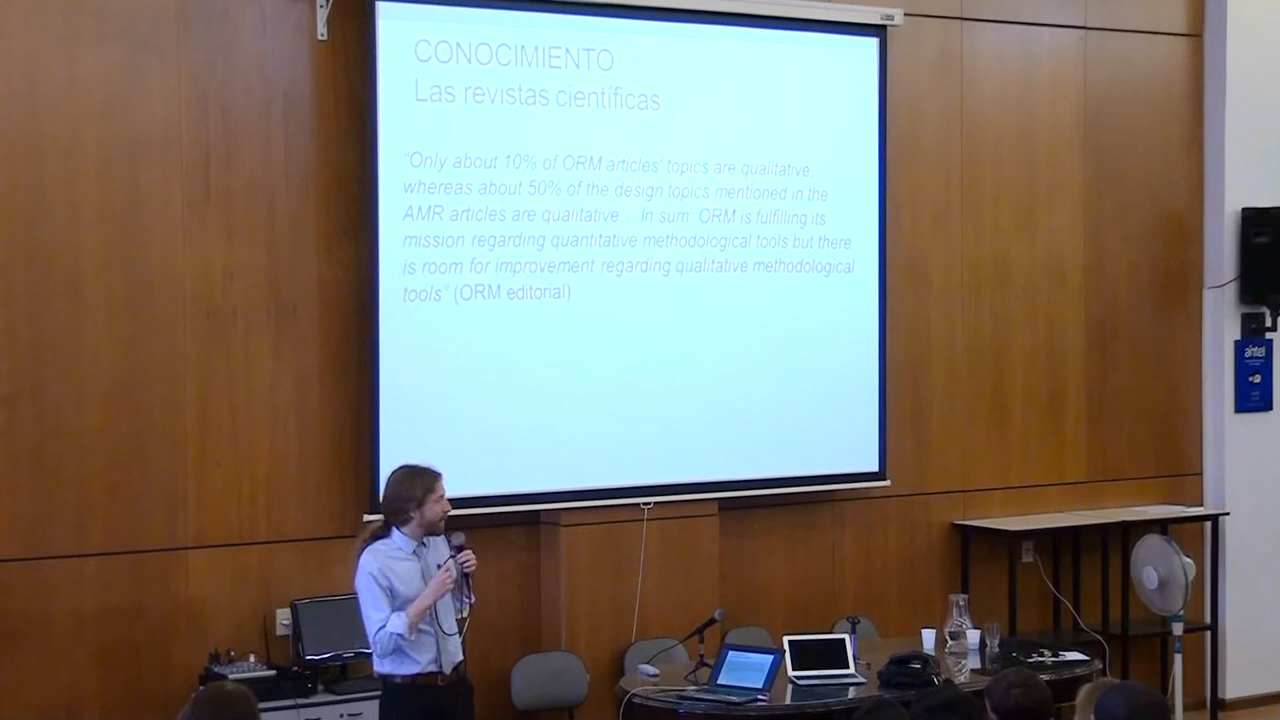 CONOCIMIENTO
Las revistas científicas
"Only about 10% of ORM articles' topics are qualitative,
whereas about 50% of the design topics mentioned in the
AMR articles are qualitative... In sum, ORM is fulfilling its
mission regarding quantitative methodological tools but there
is room for improvement regarding qualitative methodological
tools" (ORM editorial)
antel